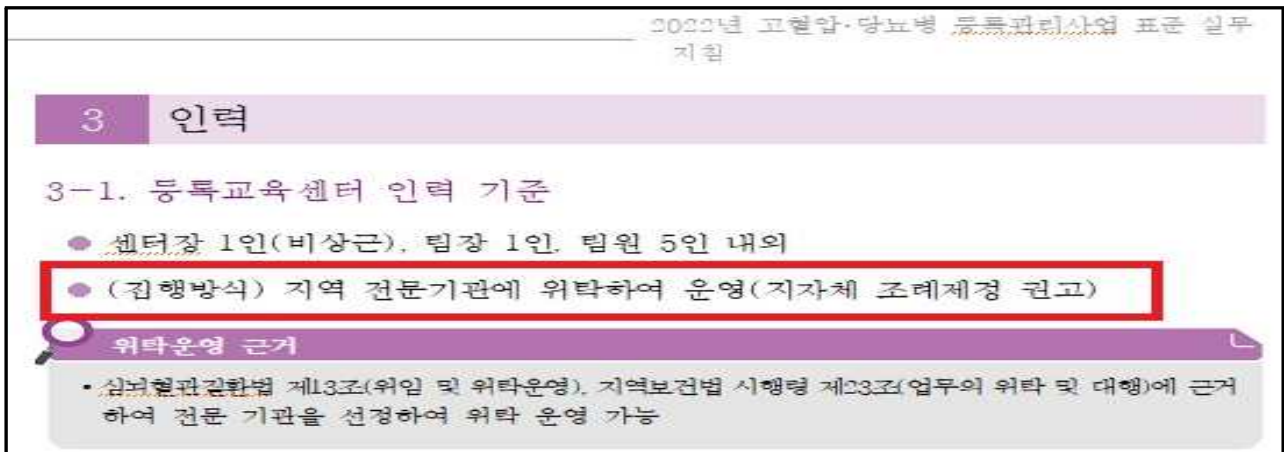 2022년 고혈압·당뇨병 등록관리사업 표준 실무
지침
3 인력
3-1. 등록교육센터 인력 기준
● 센터장 1인(비상근), 팀장 1인, 팀원 5인 내외
● (진행방식) 지역 전문기관에 위탁하여 운영(지자체 조례제정 권고)
위탁운영 근거
• 심뇌혈관질환법 제13조(위임 및 위탁운영), 지역보건법 시행령 제23조(업무의 위탁 및 대행)에 근거
하여 전문 기관을 선정하여 위탁 운영 가능